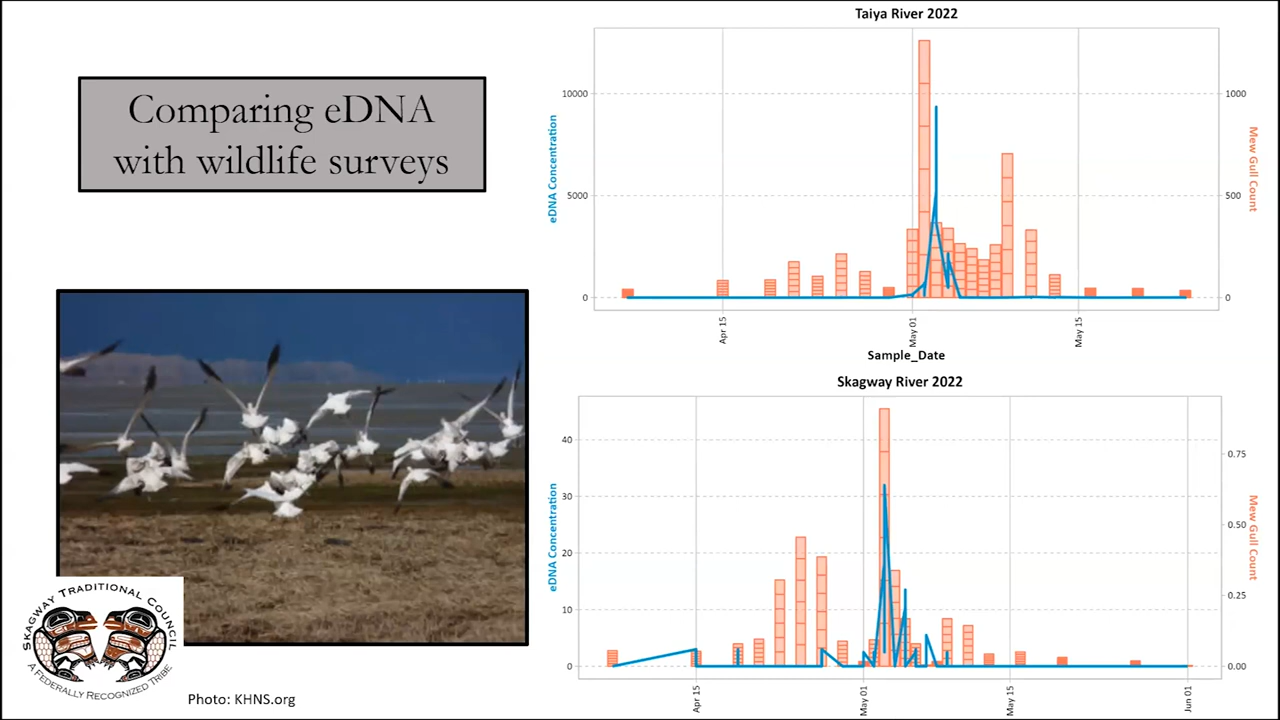 Comparing eDNA
with wildlife surveys
SKAGWAY TRADITIONAL COUNCIL
A FEDERALLY RECOGNIZED TRIBE
Photo: KHNS.org
Taiya River 2022
eDNA Concentration
10000
5000
0
1000
500
0
Mew Gull Count
Apr 15
May 01
May 15
Sample_Date
Skagway River 2022
eDNA Concentration
40
30
20
10
0
0.75
0.50
0.25
0.00
Mew Gull Count
Apr 15
May 01
May 15
Jun 01